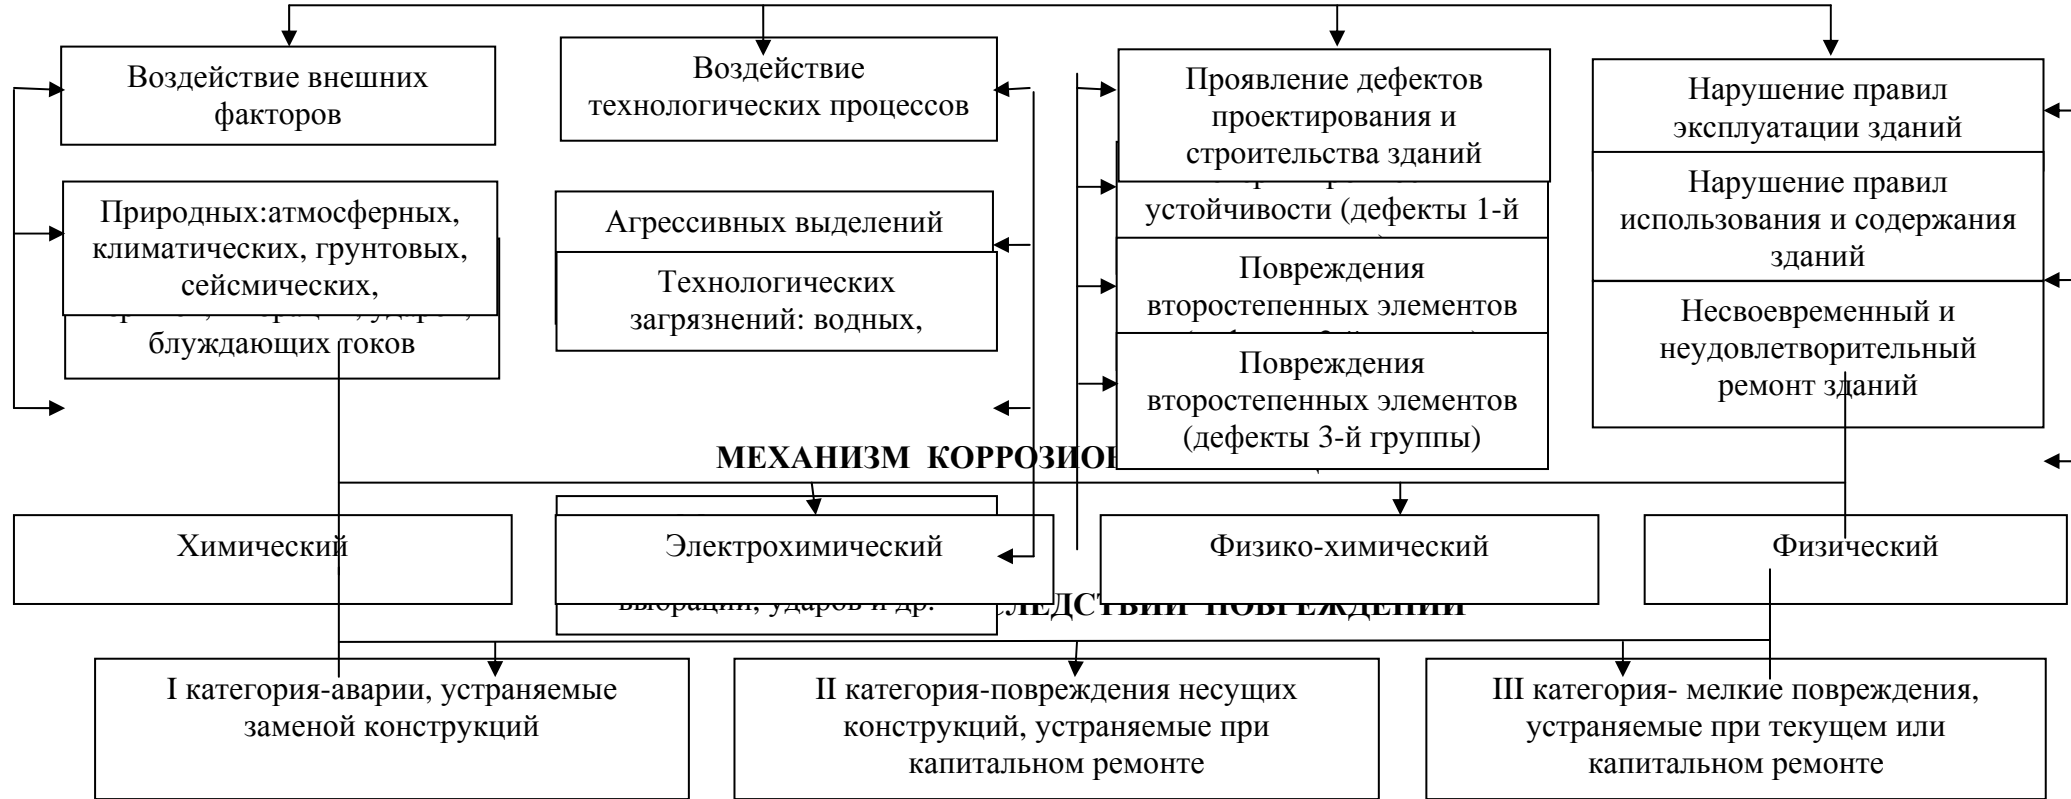 Воздействие внешних
факторов
Природных:атмосферных,
климатических, грунтовых,
сейсмических,
блуждающих токов
Воздействие
технологических процессов
Агрессивных выделений
Технологических
загрязнений: водных,
Проявление дефектов
проектирования и
строительства зданий
устойчивости (дефекты 1-й
Повреждения
второстепенных элементов
Повреждения
второстепенных элементов
(дефекты 3-й группы)
Нарушение правил
эксплуатации зданий
Нарушение правил
использования и содержания
зданий
Несвоевременный и
неудовлетворительный
ремонт зданий
МЕХАНИЗМ КОРРОЗИОН
Химический
Электрохимический
Физико-химический
Физический
ударов и др.
ПОВРЕЖДЕНИЙ
I категория-аварии, устраняемые
заменой конструкций
II категория-повреждения несущих
конструкций, устраняемые при
капитальном ремонте
III категория- мелкие повреждения,
устраняемые при текущем или
капитальном ремонте